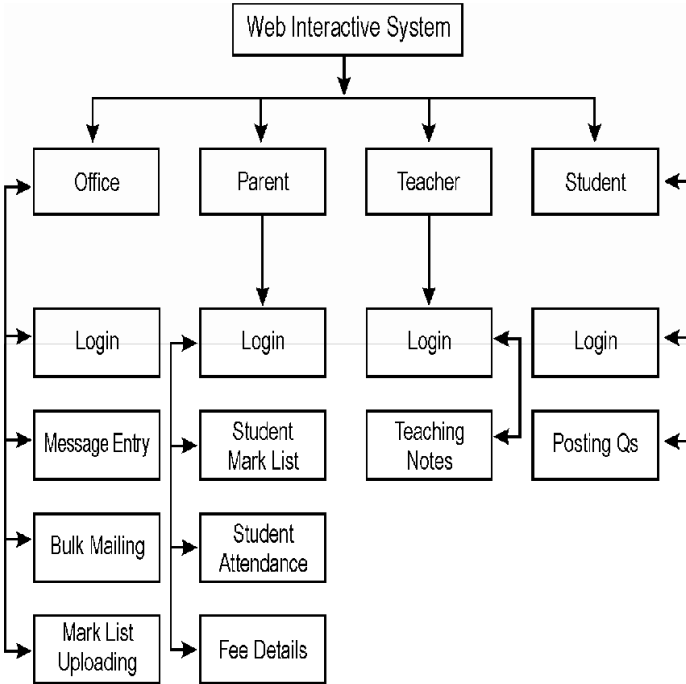 Web Interactive System
Office
Parent
Teacher
Student
Login
Login
Login
Login
Message Entry
Student
Mark List
Teaching
Notes
Posting Qs
Bulk Mailing
Student
Attendance
Mark List
Uploading
Fee Details